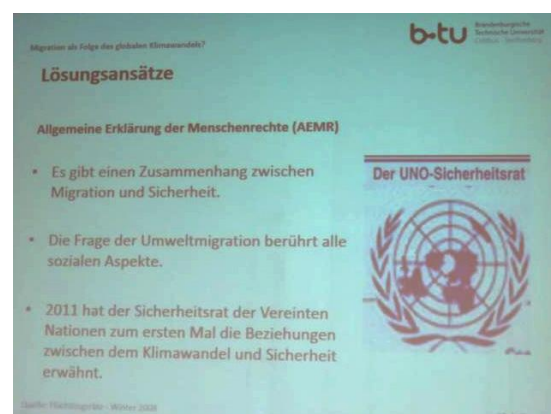 Migration als Folge des globalen Klimawandels?
b-tu
Brandenburgische
Technische Universität
Lösungsansätze
Allgemeine Erklärung der Menschenrechte (AEMR)
• Es gibt einen Zusammenhang zwischen
Migration und Sicherheit.
• Die Frage der Umweltmigration berührt alle
sozialen Aspekte.
• 2011 hat der Sicherheitsrat der Vereinten
Nationen zum ersten Mal die Beziehungen
zwischen dem Klimawandel und Sicherheit
erwähnt.
Der UNO-Sicherheitsrat